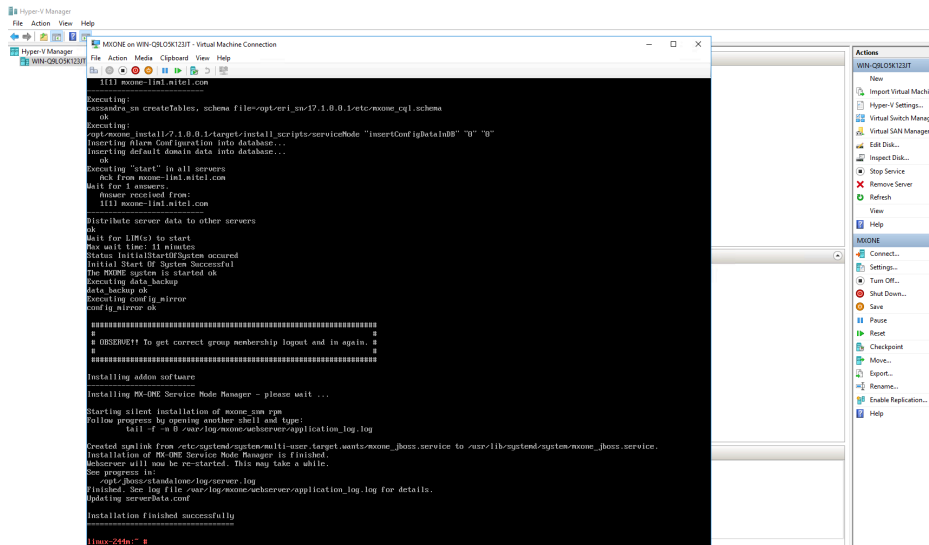 Hyper-V Manager
File Action View Help
Hyper-V Manager
WIN-Q9LO5K123JT
MXONE on WIN-Q9LO5K123JT - Virtual Machine Connection
File Action Media Clipboard View Help
1[1] mxone-lim1.mitel.com
----------------------------
Executing:
cassandra_sn createTables, schema file=/opt/eri_sn/17.1.0.0.1/etc/mxone_cql.schema
ok
Executing:
/opt/mxone_install/7.1.0.0.1/target/install_scripts/serviceNode "insertConfigDataInDB" "0" "0"
Inserting Alarm Configuration into database...
Inserting default domain data into database...
ok
Executing "start" in all servers
Ack from mxone-lim1.mitel.com
Wait for 1 answers.
Answer received from:
1[1] mxone-lim1.mitel.com
----------------------------
Distribute server data to other servers
ok
Wait for LIM(s) to start
Max wait time: 11 minutes
Status InitialStartOfSystem occured
Initial Start Of System Successful
The MXONE system is started ok
Executing data_backup
data_backup ok
Executing config_mirror
config_mirror ok
####################################################################
# #
# OBSERVE!! To get correct group membership logout and in again. #
# #
####################################################################
Installing addon software
--------------------------
Installing MX-ONE Service Node Manager - please wait ...
Starting silent installation of mxone_snm rpm
Follow progress by opening another shell and type:
tail -f -n 0 /var/log/mxone/webserver/application_log.log
Created symlink from /etc/systemd/system/multi-user.target.wants/mxone_jboss.service to /usr/lib/systemd/system/mxone_jboss.service.
Installation of MX-ONE Service Node Manager is finished.
Webserver will now be re-started. This may take a while.
See progress in:
/opt/jboss/standalone/log/server.log
Finished. See log file /var/log/mxone/webserver/application_log.log for details.
Updating serverData.conf
Installation finished successfully
==================================
linux-244m:~ #
Actions
WIN-Q9LO5K123JT
New
Import Virtual Machi
Hyper-V Settings...
Virtual Switch Manag
Virtual SAN Manager
Edit Disk...
Inspect Disk...
Stop Service
Remove Server
Refresh
View
Help
MXONE
Connect...
Settings...
Turn Off...
Shut Down...
Save
Pause
Reset
Checkpoint
Move...
Export...
Rename...
Enable Replication...
Help